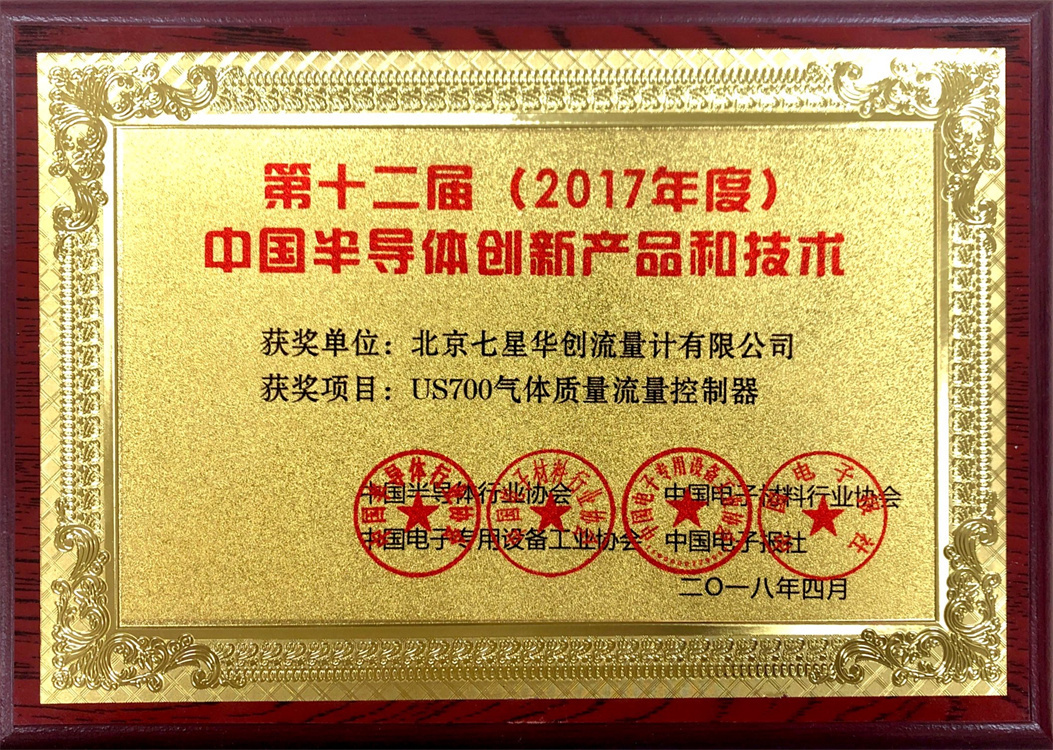 第十二届（2017年度）
中国半导体创新产品和技术
获奖单位：北京七星华创流量计有限公司
获奖项目：US700气体质量流量控制器
中国半导体行业协会 中国电子材料行业协会
中国电子专用设备工业协会 中国电子报社
二〇一八年四月